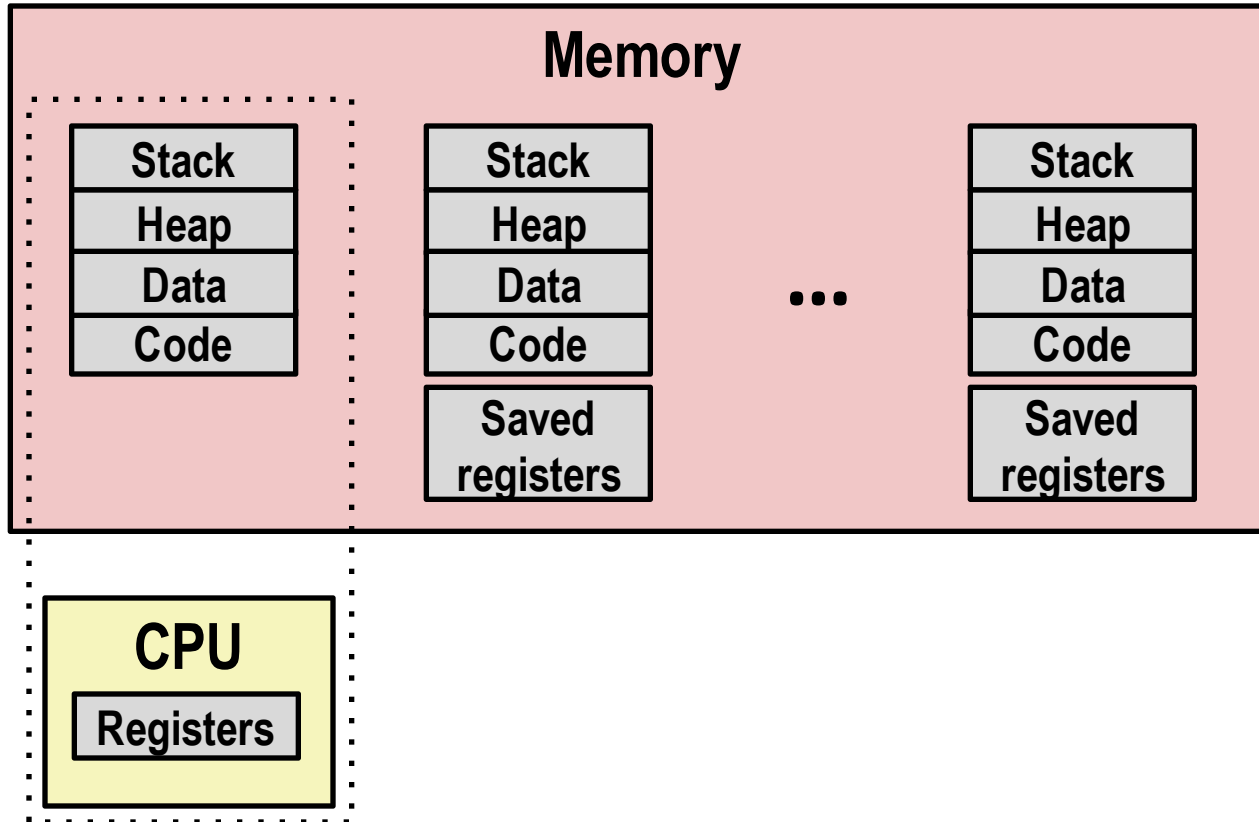 Memory
Stack
Heap
Data
Code
Stack
Heap
Data
Code
Saved
registers
...
Stack
Heap
Data
Code
Saved
registers
CPU
Registers